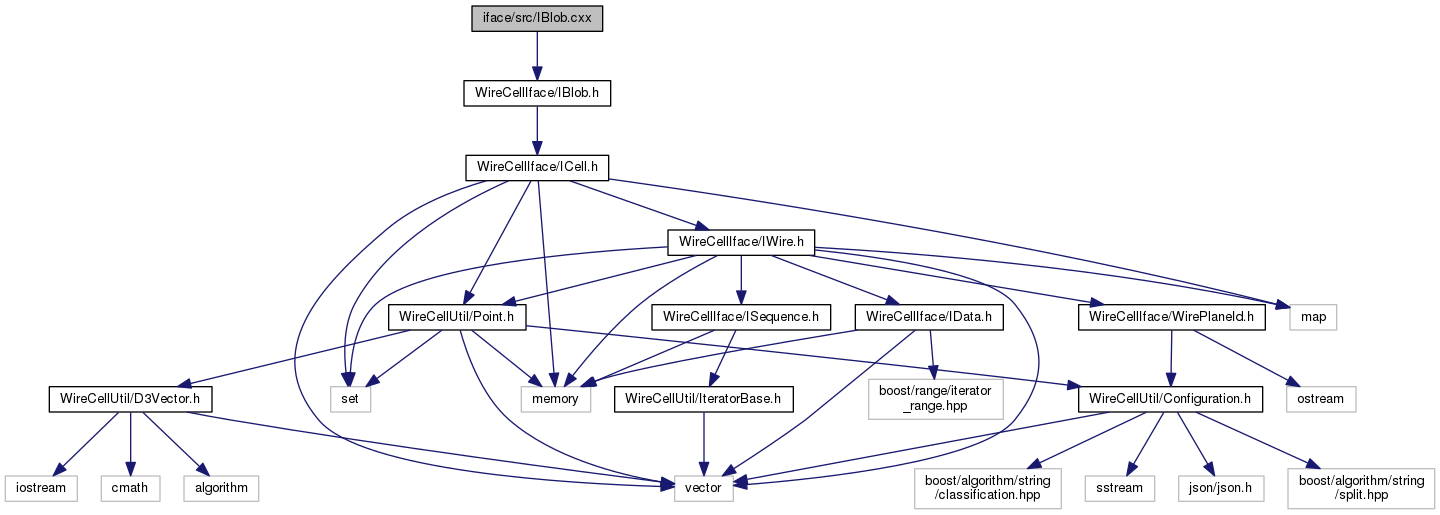 iface/src/IBlob.cxx
WireCellIface/IBlob.h
WireCellIface/ICell.h
WireCellIface/IWire.h
WireCellUtil/Point.h
WireCellIface/ISequence.h
WireCellIface/IData.h
WireCellIface/WirePlaneId.h
map
WireCellUtil/D3Vector.h
set
memory
WireCellUtil/IteratorBase.h
boost/range/iterator
_range.hpp
WireCellUtil/Configuration.h
ostream
iostream
cmath
algorithm
vector
boost/algorithm/string
/classification.hpp
sstream
json/json.h
boost/algorithm/string
/split.hpp